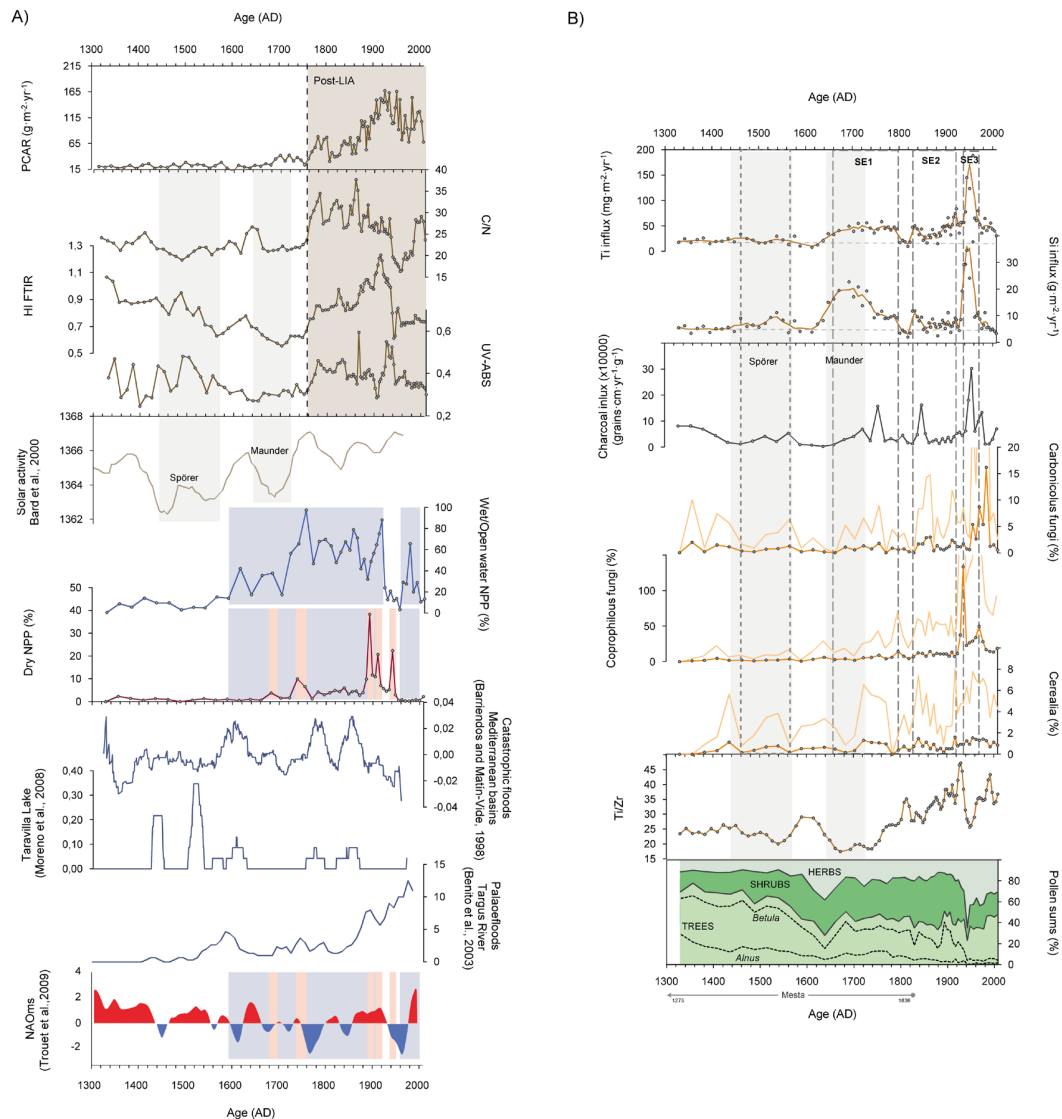 A)
Age (AD)
1300 1400 1500 1600 1700 1800 1900 2000
215
165
115
65
15
PCAR (g·m-2·yr-1)
Post-LIA
40
35
30
25
20
15
C/N
1.3
1.1
0.9
0.7
0.5
HI FTIR
0,6
0,4
0,2
UV-ABS
1368
1366
1364
1362
Solar activity
Bard et al., 2000
Spörer
Maunder
100
80
60
40
20
0
Wet/Open water NPP (%)
50
40
30
20
10
0
Dry NPP (%)
0,04
0,02
0,00
-0,02
-0,04
Catastrophic floods
Mediterranean basins
(Barriendos and Matin-Vide, 1998)
0,40
0,30
0,20
0,10
0,00
Taravilla Lake
(Moreno et al., 2008)
15
10
5
0
Palaoefloods
Targus River
(Benito et al., 2003)
4
2
0
-2
NAOms
(Trouet et al.,2009)
1300 1400 1500 1600 1700 1800 1900 2000
Age (AD)
B)
Age (AD)
1300 1400 1500 1600 1700 1800 1900 2000
200
150
100
50
0
Ti influx (mg·m-2·yr-1)
SE1
SE2
SE3
30
20
10
0
Si influx (g·m-2·yr-1)
30
20
10
0
Charcoal inlux (x10000)
(grains·cm·yr-1·g-1)
Spörer
Maunder
20
15
10
5
0
Carbonicolus fungi (%)
100
50
0
Coprophilous fungi (%)
8
6
4
2
0
Cerealia (%)
45
40
35
30
25
20
15
Ti/Zr
HERBS
SHRUBS
TREES
Betula
Alnus
80
60
40
20
0
Pollen sums (%)
1300 1400 1500 1600 1700 1800 1900 2000
Mesta
1275
1836
Age (AD)